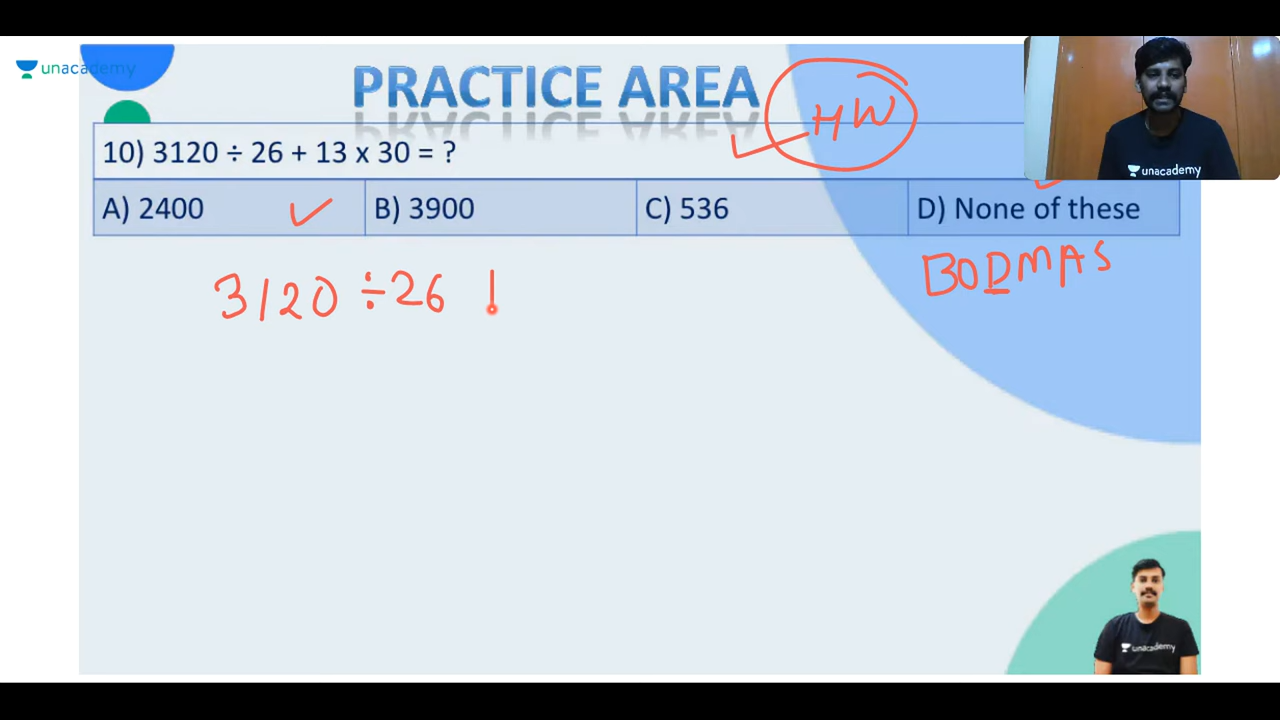 unacademy
PRACTICE AREA
HW
unacademy
10) 3120 ÷ 26 + 13 x 30 = ?
A) 2400 B) 3900 C) 536 D) None of these
BODMAS
3120 ÷ 26
unacademy